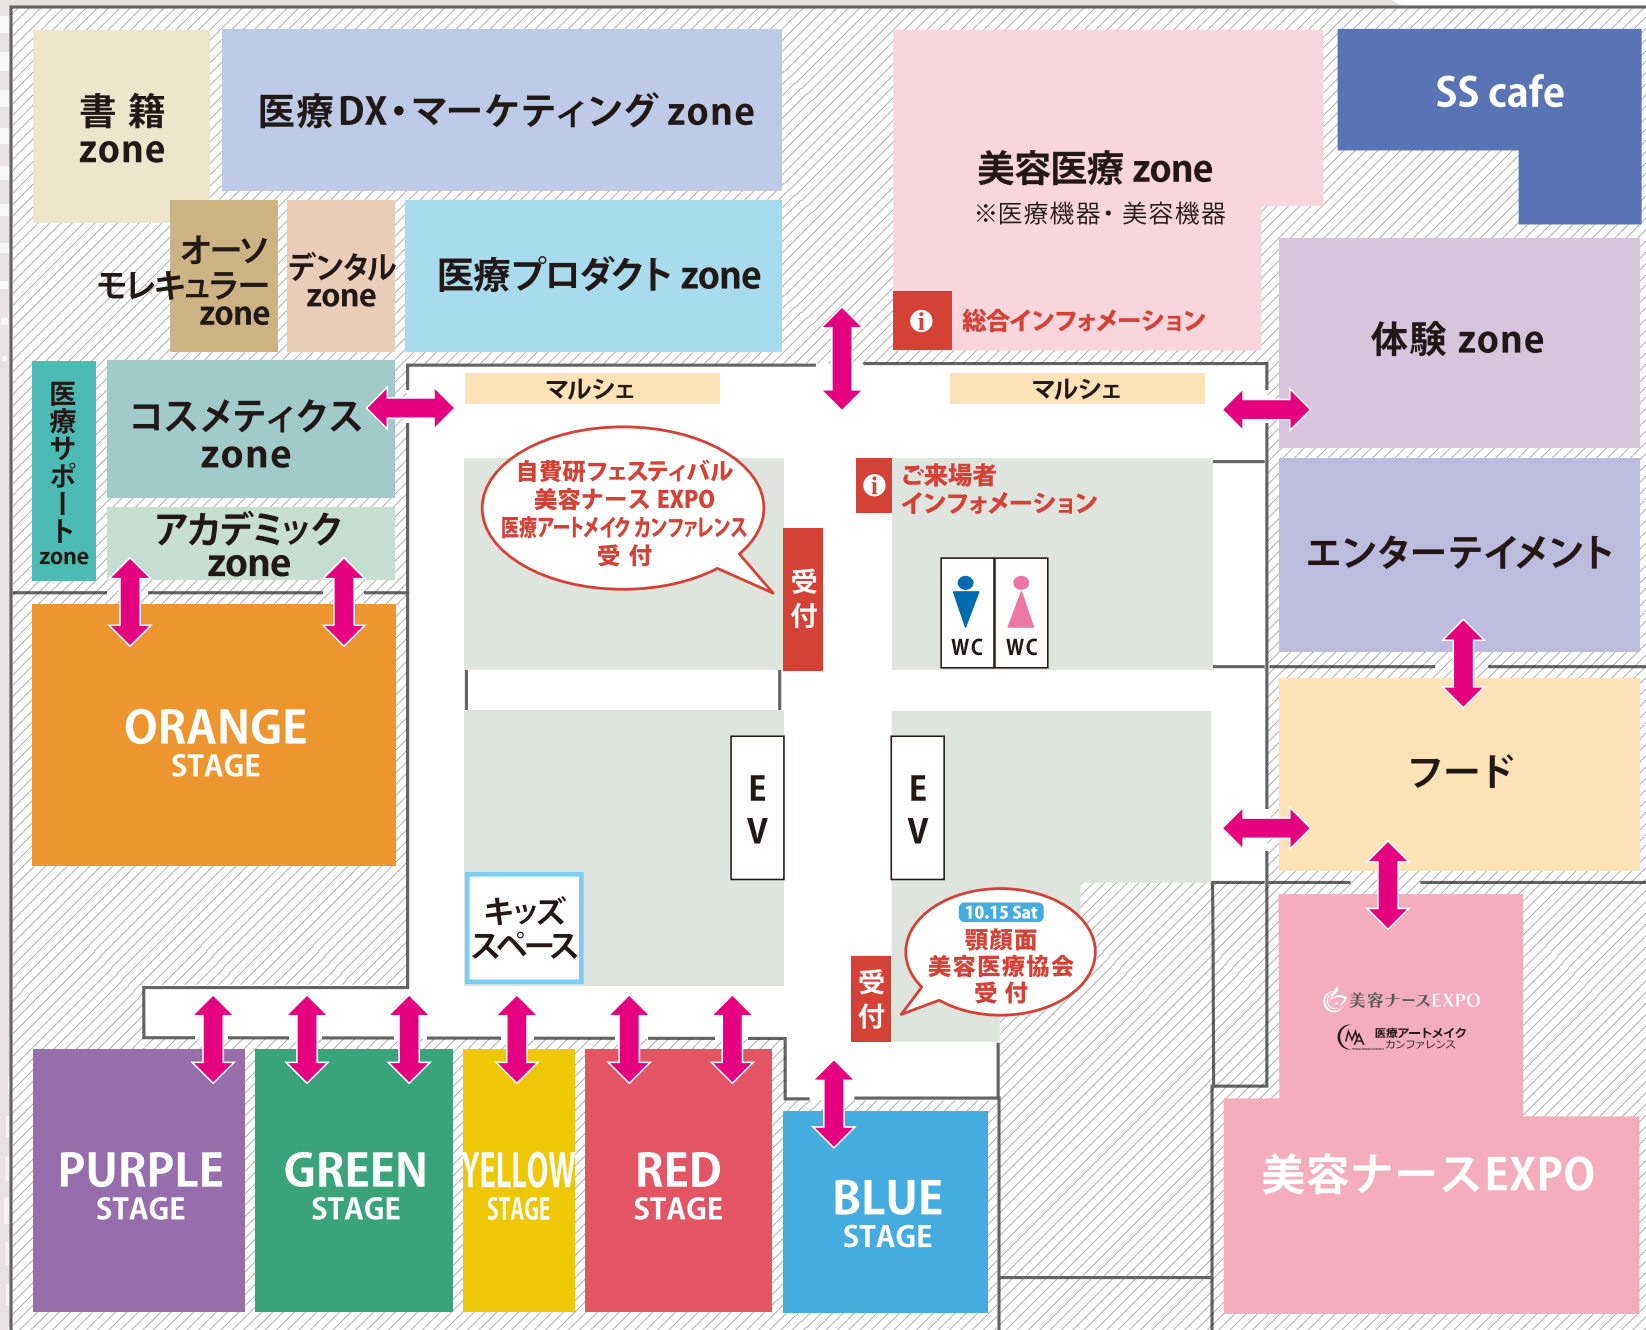 書籍
zone
医療DX・マーケティング zone
美容医療 zone
※医療機器・美容機器
SS cafe
オーソ
モレキュラー
zone
デンタル
zone
医療プロダクト zone
i 総合インフォメーション
体験 zone
医療サポート
zone
コスメティクス
zone
マルシェ
マルシェ
アカデミック
zone
自費研フェスティバル
美容ナース EXPO
医療アートメイク カンファレンス
受 付
受付
i ご来場者
インフォメーション
WC
WC
エンターテイメント
ORANGE
STAGE
EV
EV
フード
キッズ
スペース
10.15 Sat
顎顔面
美容医療協会
受 付
受付
美容ナースEXPO
医療アートメイク
カンファレンス
美容ナースEXPO
PURPLE
STAGE
GREEN
STAGE
YELLOW
STAGE
RED
STAGE
BLUE
STAGE